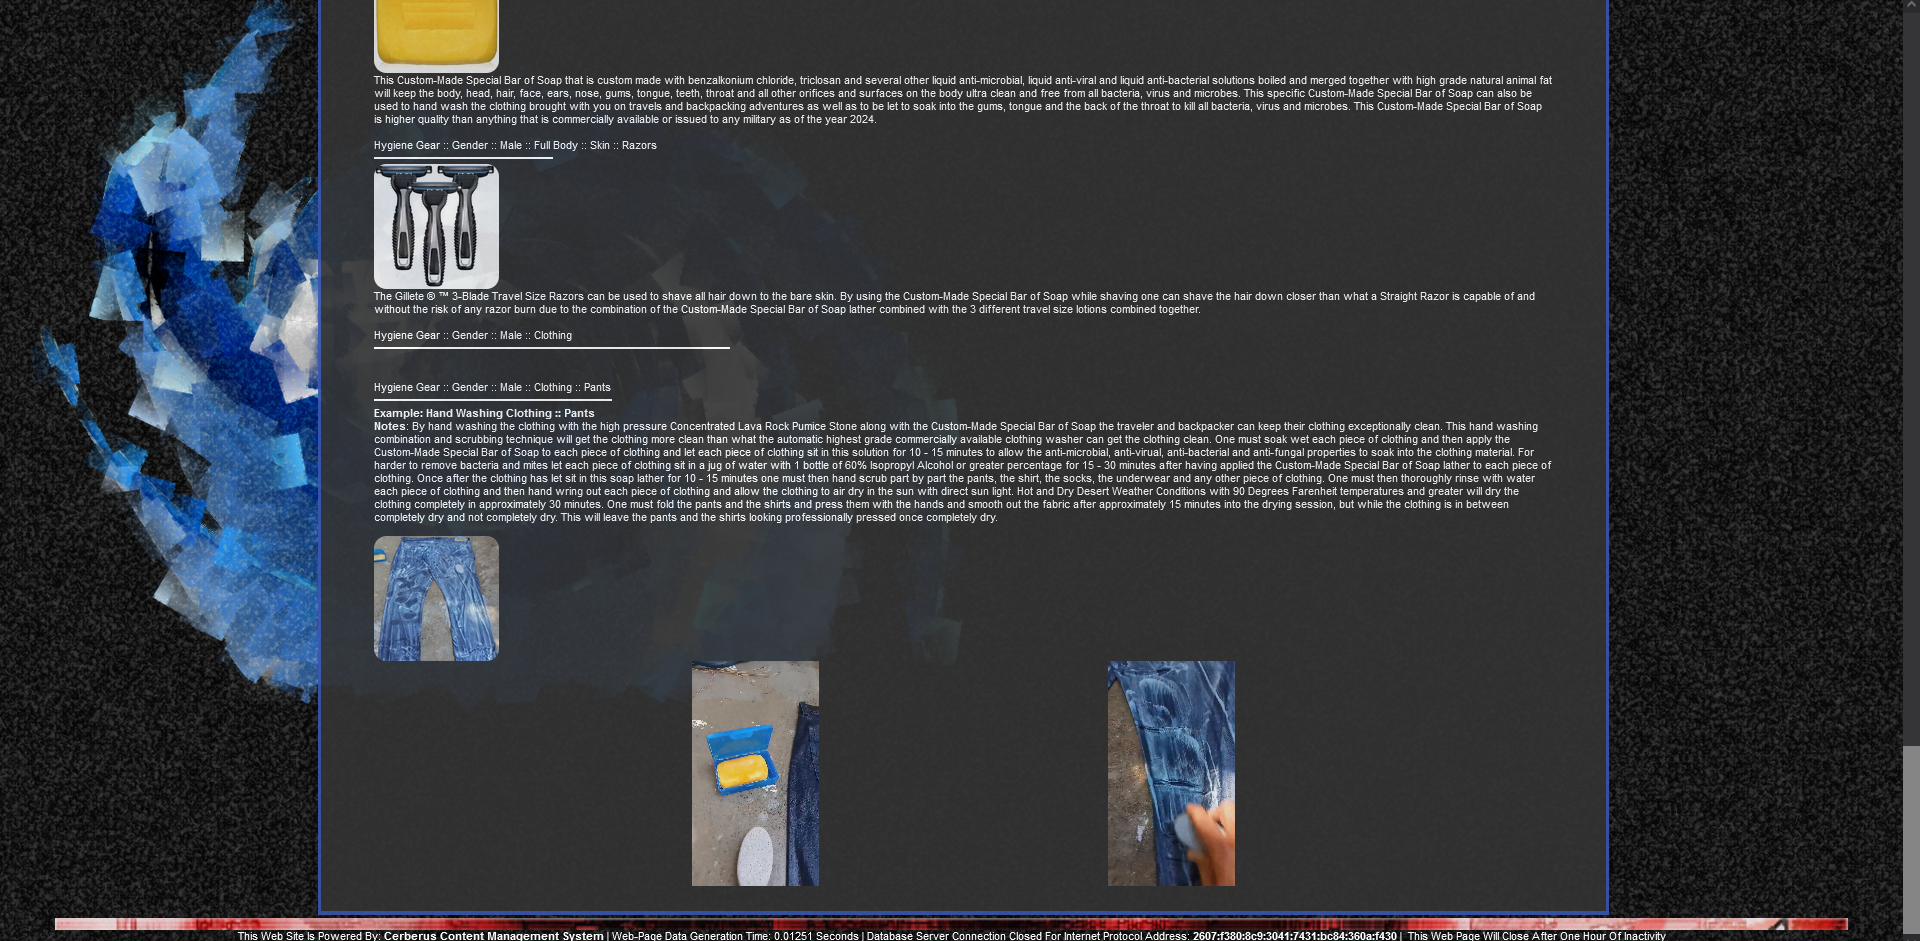 This Custom-Made Special Bar of Soap that is custom made with benzalkonium chloride, triclosan and several other liquid anti-microbial, liquid anti-viral and liquid anti-bacterial solutions boiled and merged together with high grade natural animal fat
will keep the body, head, hair, face, ears, nose, gums, tongue, teeth, throat and all other orifices and surfaces on the body ultra clean and free from all bacteria, virus and microbes. This specific Custom-Made Special Bar of Soap can also be
used to hand wash the clothing brought with you on travels and backpacking adventures as well as to be let to soak into the gums, tongue and the back of the throat to kill all bacteria, virus and microbes. This Custom-Made Special Bar of Soap
is higher quality than anything that is commercially available or issued to any military as of the year 2024.
Hygiene Gear :: Gender :: Male :: Full Body :: Skin :: Razors
The Gillete ® ™ 3-Blade Travel Size Razors can be used to shave all hair down to the bare skin. By using the Custom-Made Special Bar of Soap while shaving one can shave the hair down closer than what a Straight Razor is capable of and
without the risk of any razor burn due to the combination of the Custom-Made Special Bar of Soap lather combined with the 3 different travel size lotions combined together.
Hygiene Gear :: Gender :: Male :: Clothing
Hygiene Gear :: Gender :: Male :: Clothing :: Pants
Example: Hand Washing Clothing :: Pants
Notes: By hand washing the clothing with the high pressure Concentrated Lava Rock Pumice Stone along with the Custom-Made Special Bar of Soap the traveler and backpacker can keep their clothing exceptionally clean. This hand washing
combination and scrubbing technique will get the clothing more clean than what the automatic highest grade commercially available clothing washer can get the clothing clean. One must soak wet each piece of clothing and then apply the
Custom-Made Special Bar of Soap to each piece of clothing and let each piece of clothing sit in this solution for 10 - 15 minutes to allow the anti-microbial, anti-virual, anti-bacterial and anti-fungal properties to soak into the clothing material. For
harder to remove bacteria and mites let each piece of clothing sit in a jug of water with 1 bottle of 60% Isopropyl Alcohol or greater percentage for 15 - 30 minutes after having applied the Custom-Made Special Bar of Soap lather to each piece of
clothing. Once after the clothing has let sit in this soap lather for 10 - 15 minutes one must then hand scrub part by part the pants, the shirt, the socks, the underwear and any other piece of clothing. One must then thoroughly rinse with water
each piece of clothing and then hand wring out each piece of clothing and allow the clothing to air dry in the sun with direct sun light. Hot and Dry Desert Weather Conditions with 90 Degrees Farenheit temperatures and greater will dry the
clothing completely in approximately 30 minutes. One must fold the pants and the shirts and press them with the hands and smooth out the fabric after approximately 15 minutes into the drying session, but while the clothing is in between
completely dry and not completely dry. This will leave the pants and the shirts looking professionally pressed once completely dry.
This Web Site Is Powered By: Cerberus Content Management System | Web-Page Data Generation Time: 0.01251 Seconds | Database Server Connection Closed For Internet Protocol Address: 2607:f380:8c9:3041:7431:bc84:360a:f430 | This Web Page Will Close After One Hour Of Inactivity